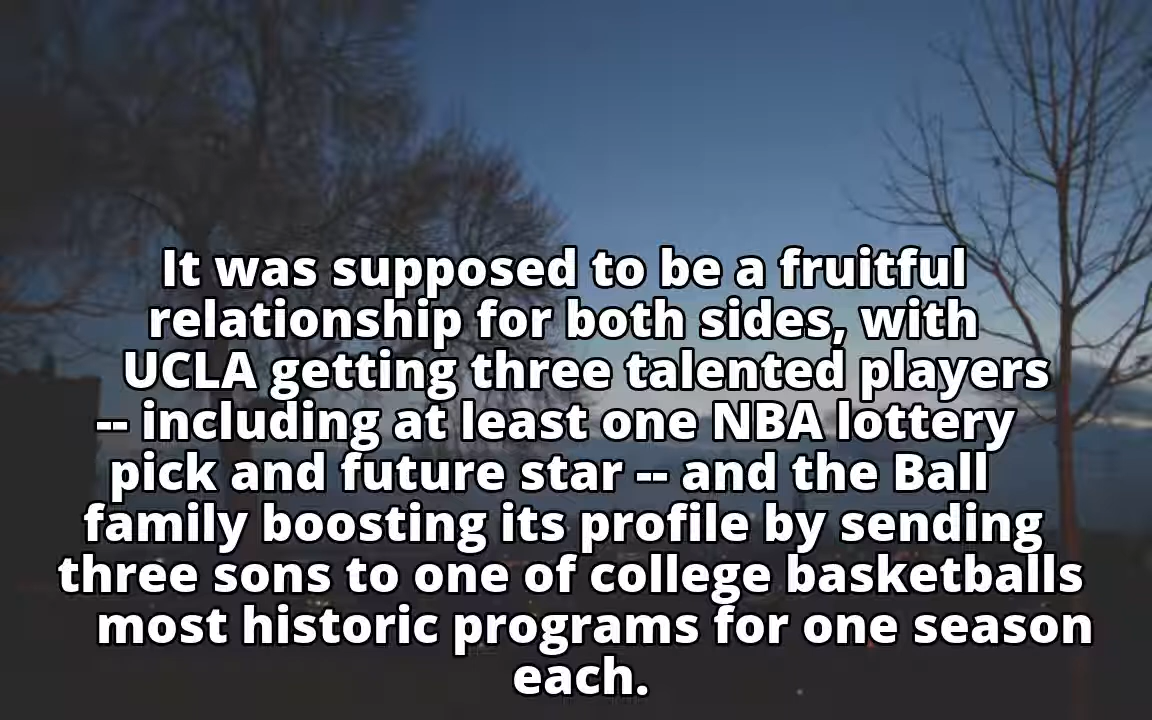 It was supposed to be a fruitful
relationship for both sides, with
UCLA getting three talented players
-- including at least one NBA lottery
pick and future star -- and the Ball
family boosting its profile by sending
three sons to one of college basketballs
most historic programs for one season
each.